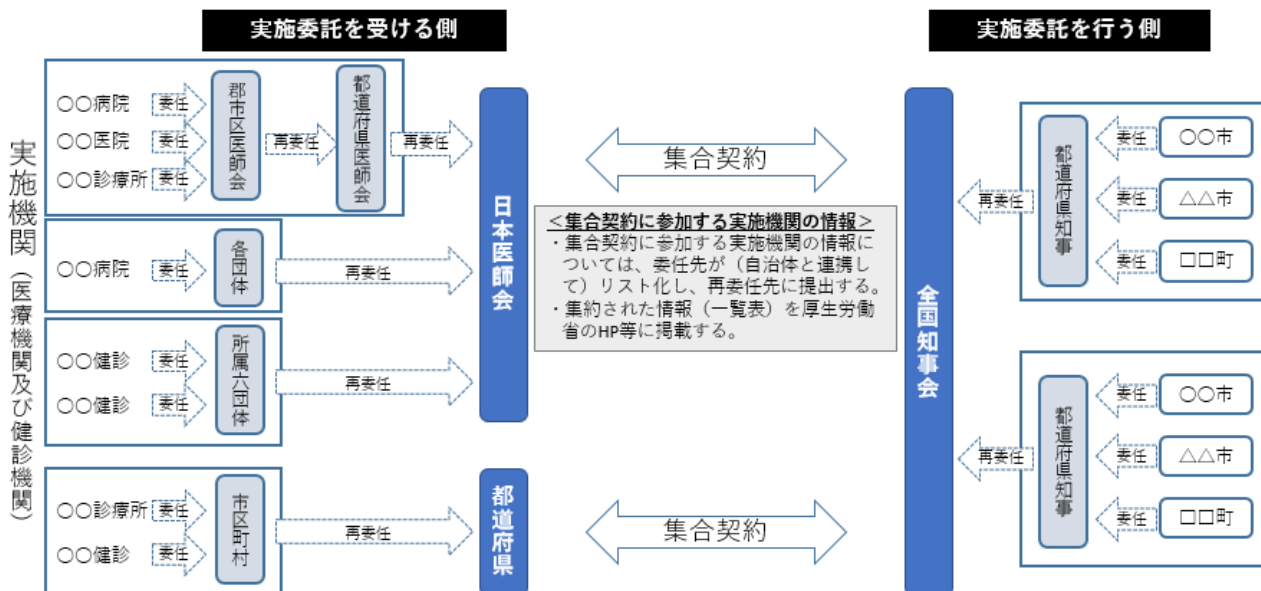 実施委託を受ける側
実施委託を行う側
実施機関（医療機関及び健診機関）
〇〇病院
委任
〇〇医院
委任
〇〇診療所
委任
郡市区医師会
再委任
都道府県医師会
再委任
〇〇病院
委任
各団体
再委任
〇〇健診
委任
〇〇健診
委任
所属六団体
再委任
日本医師会
〇〇診療所
委任
〇〇健診
委任
市区町村
再委任
都道府県
集合契約
＜集合契約に参加する実施機関の情報＞
・集合契約に参加する実施機関の情報に
ついては、委任先が（自治体と連携し
て）リスト化し、再委任先に提出する。
・集約された情報（一覧表）を厚生労働
省のHP等に掲載する。
集合契約
全国知事会
再委任
都道府県知事
委任
〇〇市
委任
△△市
委任
□□町
再委任
都道府県知事
委任
〇〇市
委任
△△市
委任
□□町